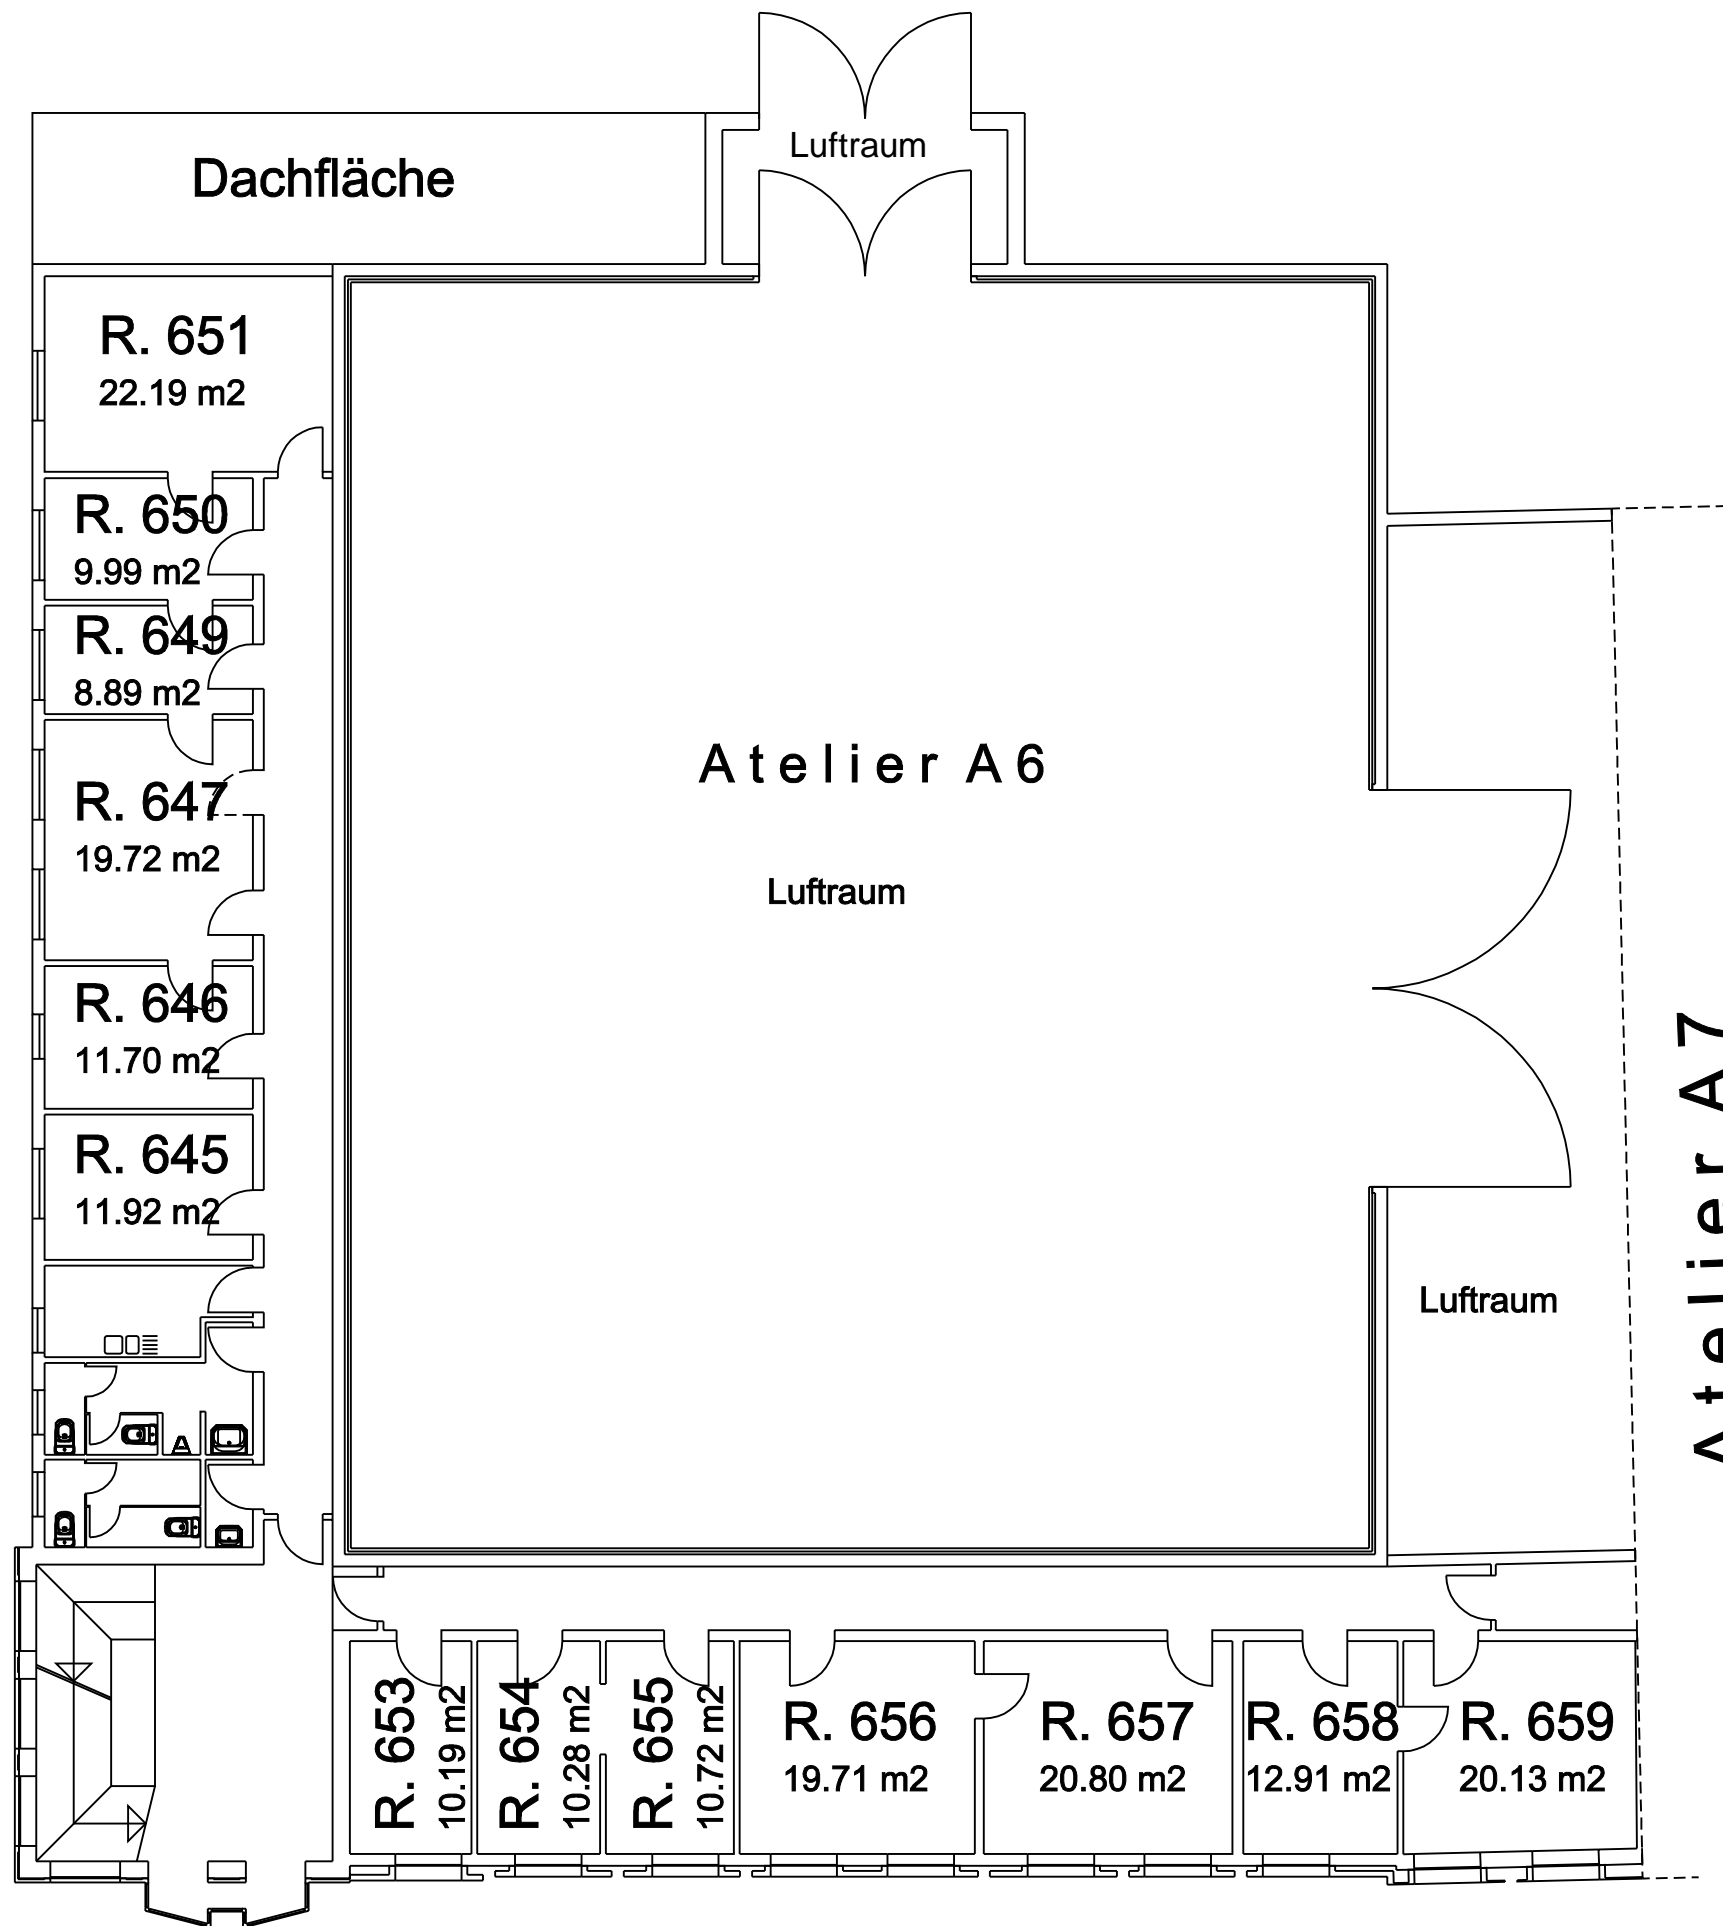 Luftraum
Dachfläche
R. 651
22.19 m2
R. 650
9.99 m2
R. 649
8.89 m2
R. 647
19.72 m2
A t e l i e r  A 6
Luftraum
R. 646
11.70 m2
R. 645
11.92 m2
Luftraum
A t e l i e r  A 7
R. 653
10.19 m2
R. 654
10.28 m2
R. 655
10.72 m2
R. 656
19.71 m2
R. 657
20.80 m2
R. 658
12.91 m2
R. 659
20.13 m2